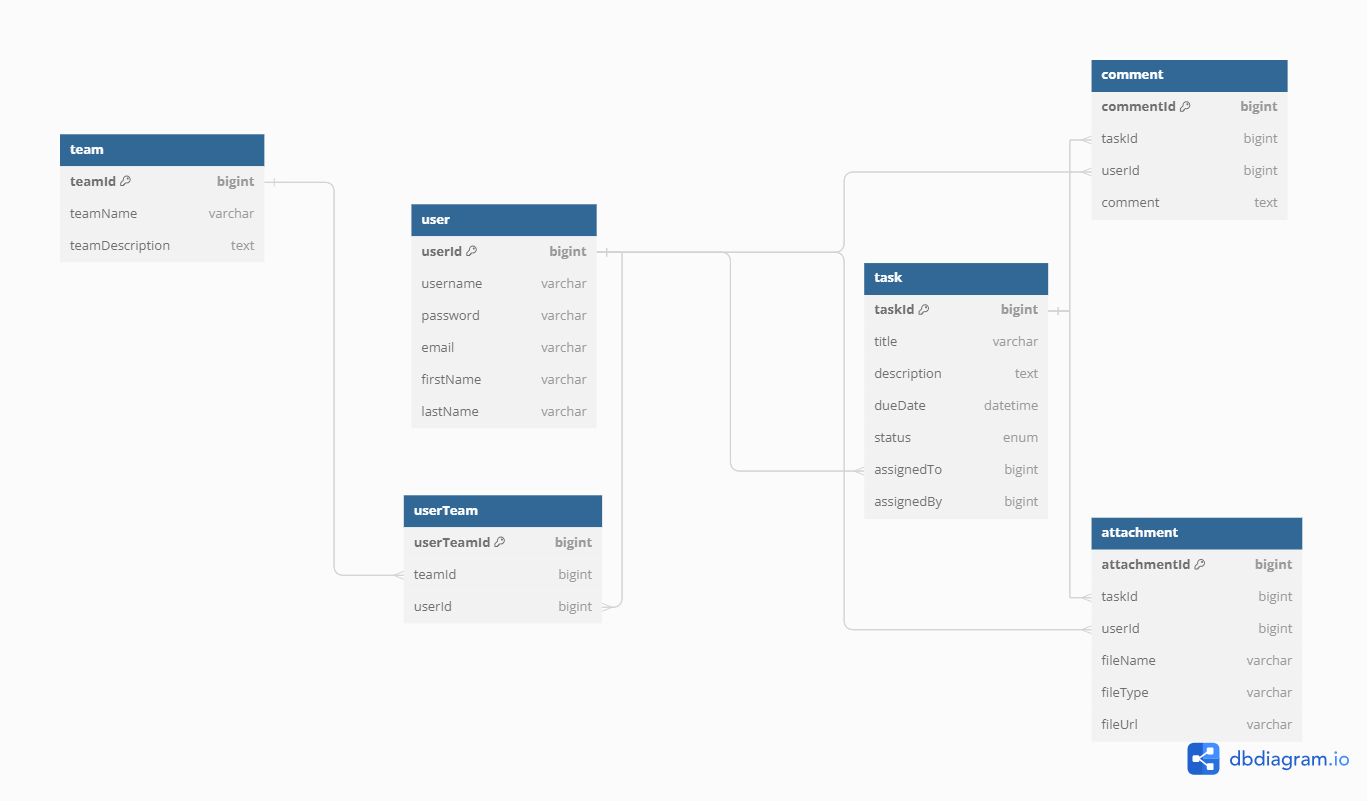 team
teamId bigint
teamName varchar
teamDescription text
user
userId bigint
username varchar
password varchar
email varchar
firstName varchar
lastName varchar
userTeam
userTeamId bigint
teamId bigint
userId bigint
task
taskId bigint
title varchar
description text
dueDate datetime
status enum
assignedTo bigint
assignedBy bigint
comment
commentId bigint
taskId bigint
userId bigint
comment text
attachment
attachmentId bigint
taskId bigint
userId bigint
fileName varchar
fileType varchar
fileUrl varchar
dbdiagram.io